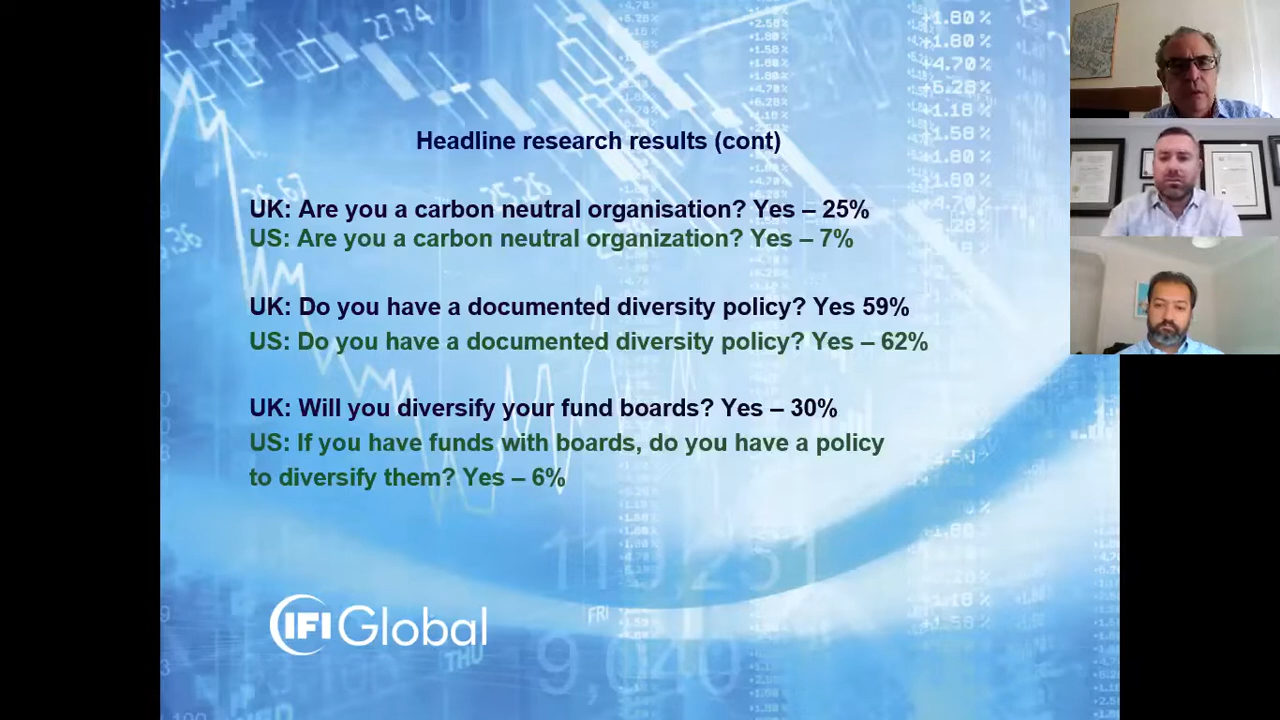 Headline research results (cont)
UK: Are you a carbon neutral organisation? Yes – 25%
US: Are you a carbon neutral organization? Yes – 7%
UK: Do you have a documented diversity policy? Yes 59%
US: Do you have a documented diversity policy? Yes – 62%
UK: Will you diversify your fund boards? Yes – 30%
US: If you have funds with boards, do you have a policy
to diversify them? Yes – 6%
IFI Global